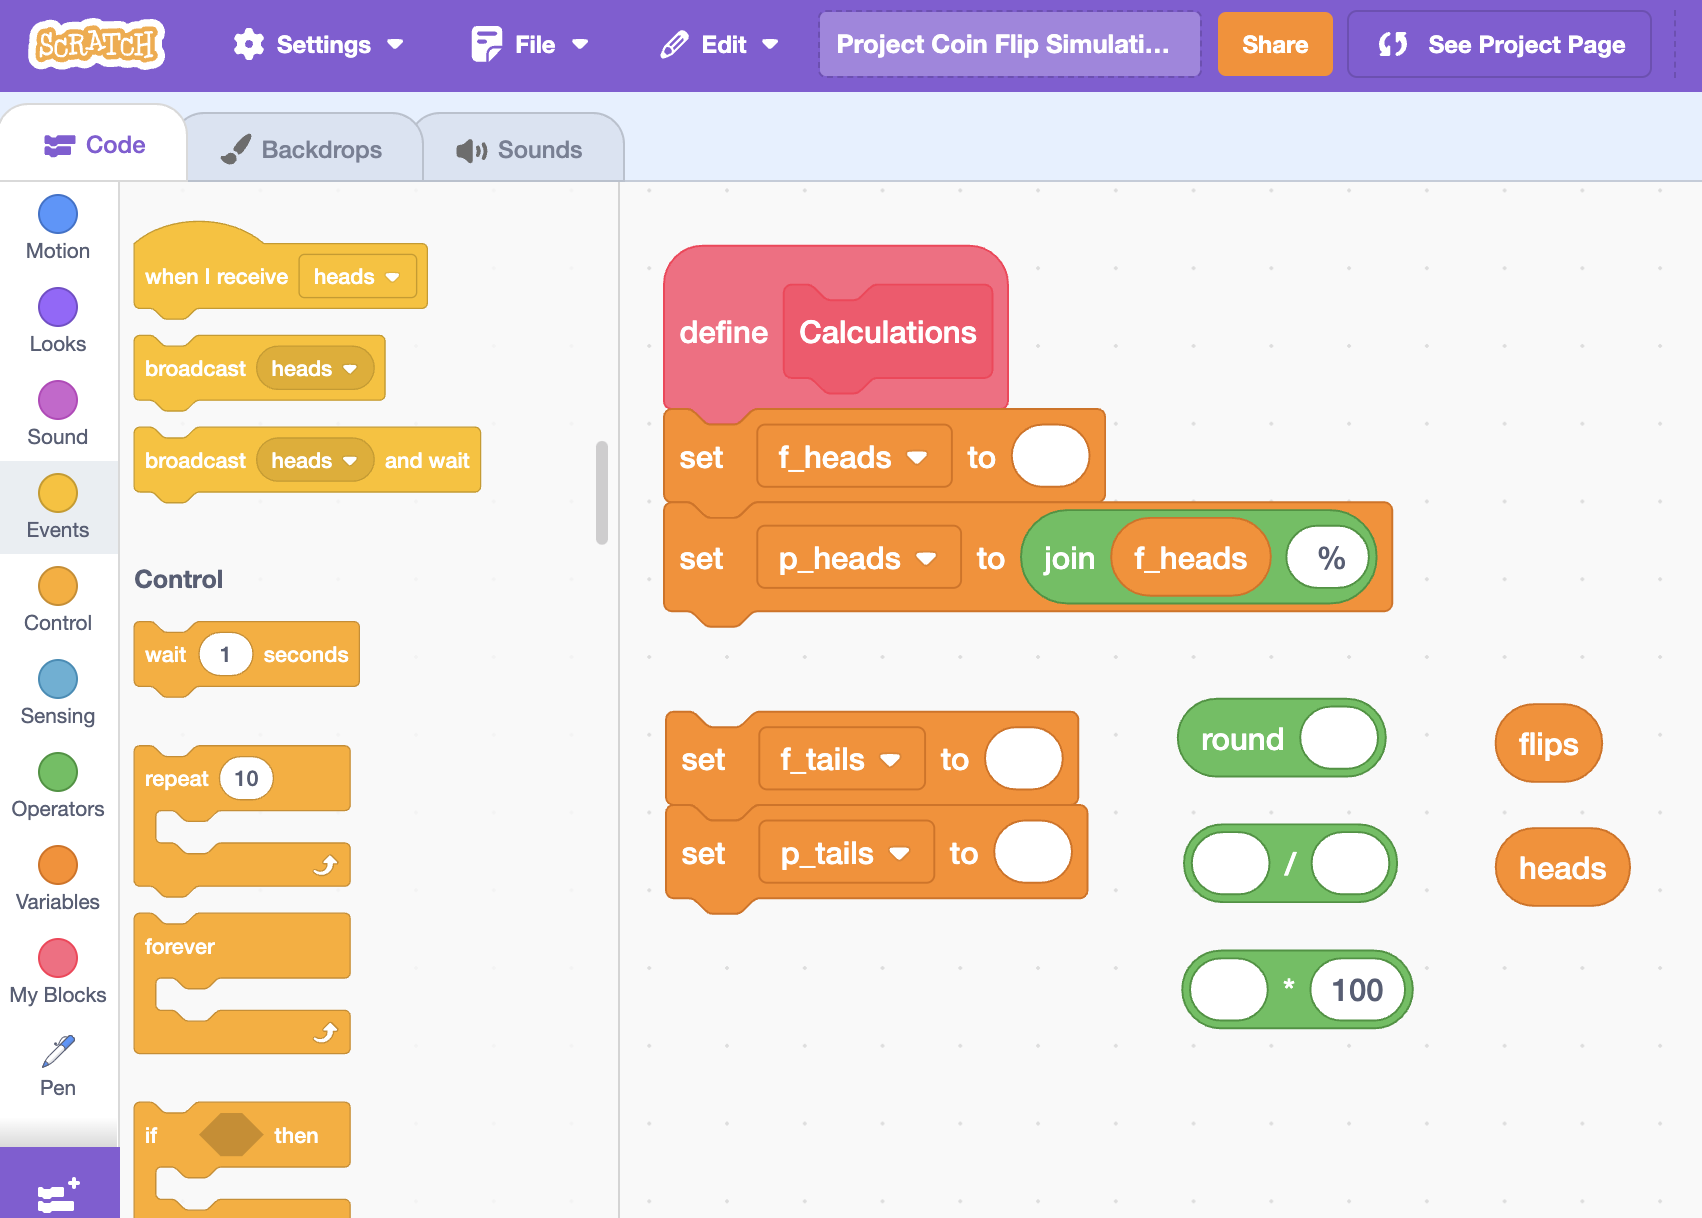 SCRATCH Settings File Edit Project Coin Flip Simulati... Share See Project Page
Code Backdrops Sounds
Motion
Looks
Sound
Events
Control
Sensing
Operators
Variables
My Blocks
Pen
when I receive heads
broadcast heads
broadcast heads and wait
Control
wait 1 seconds
repeat 10
forever
if then
define Calculations
set f_heads to
set p_heads to join f_heads %
set f_tails to
set p_tails to
round
/
* 100
flips
heads